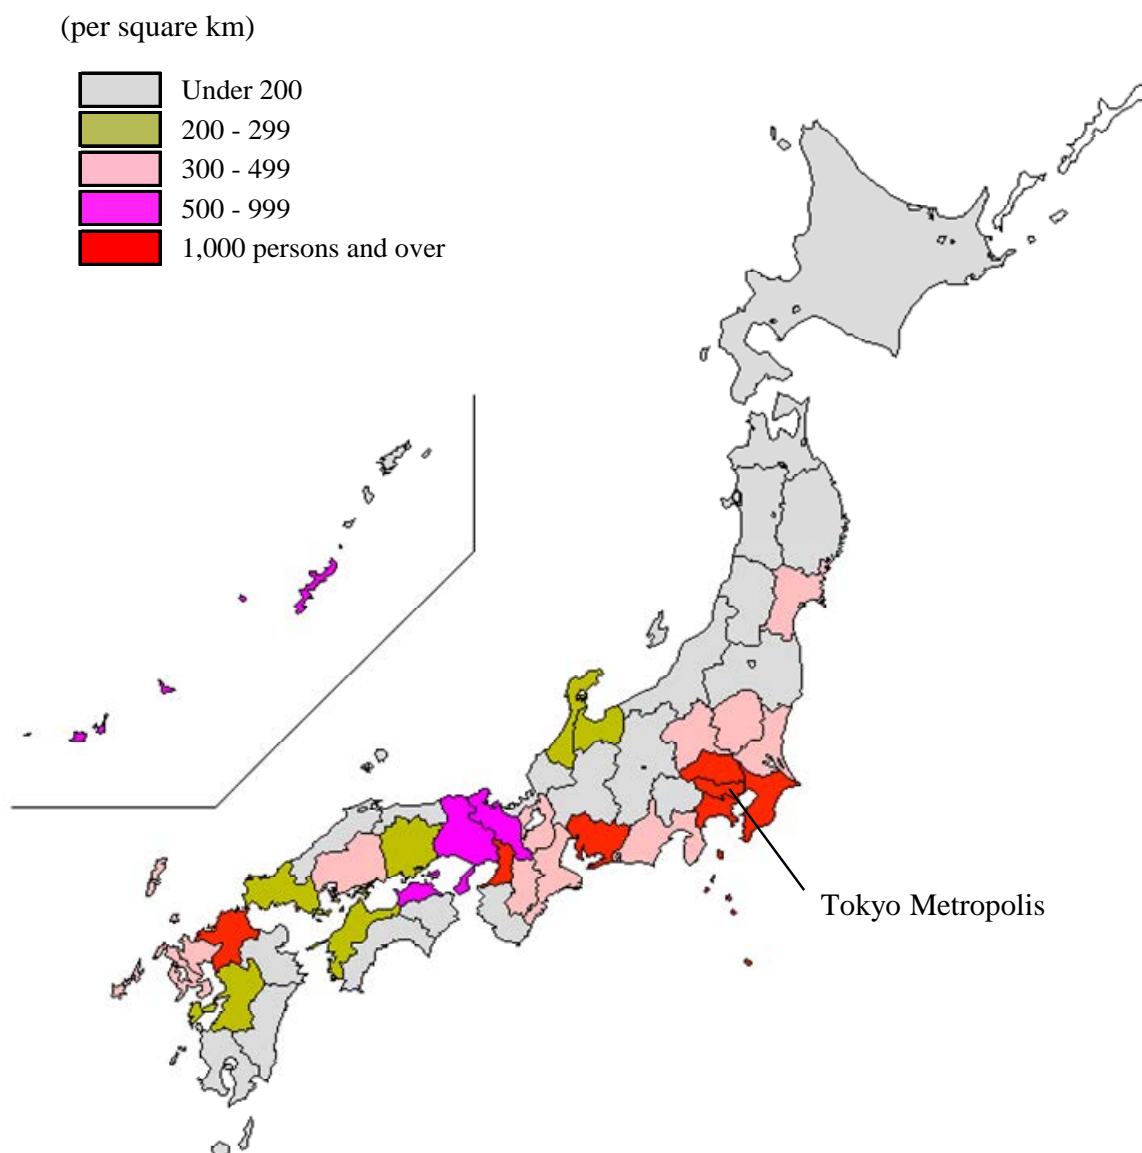 (per square km)
Under 200
200 - 299
300 - 499
500 - 999
1,000 persons and over
Tokyo Metropolis